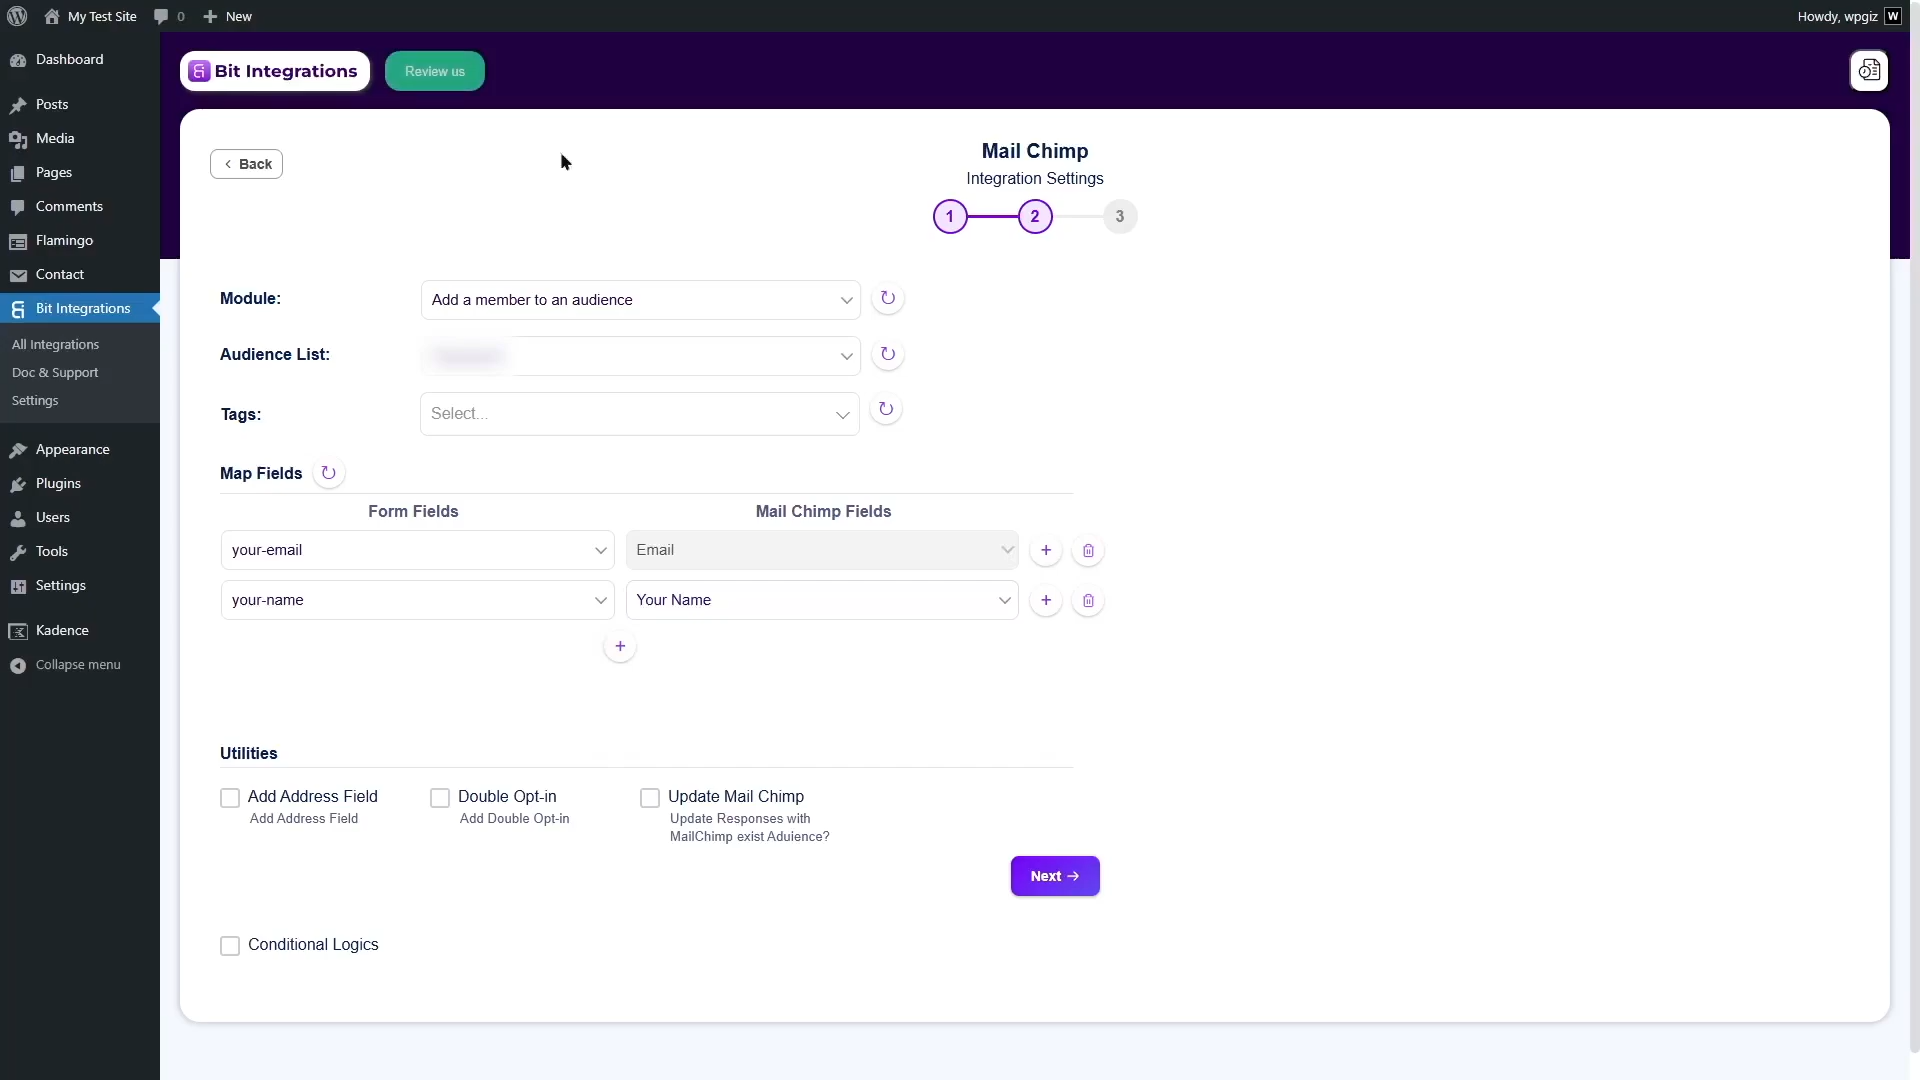 My Test Site
0
New
Howdy, wpgiz
W
Dashboard
Posts
Media
Pages
Comments
Flamingo
Contact
Bit Integrations
All Integrations
Doc & Support
Settings
Appearance
Plugins
Users
Tools
Settings
Kadence
Collapse menu
Bit Integrations
Review us
Back
Mail Chimp
Integration Settings
1
2
3
Module:
Add a member to an audience
Audience List:
Tags:
Select...
Map Fields
Form Fields
Mail Chimp Fields
your-email
Email
your-name
Your Name
Utilities
Add Address Field
Add Address Field
Double Opt-in
Add Double Opt-in
Update Mail Chimp
Update Responses with
MailChimp exist Aduience?
Next
Conditional Logics